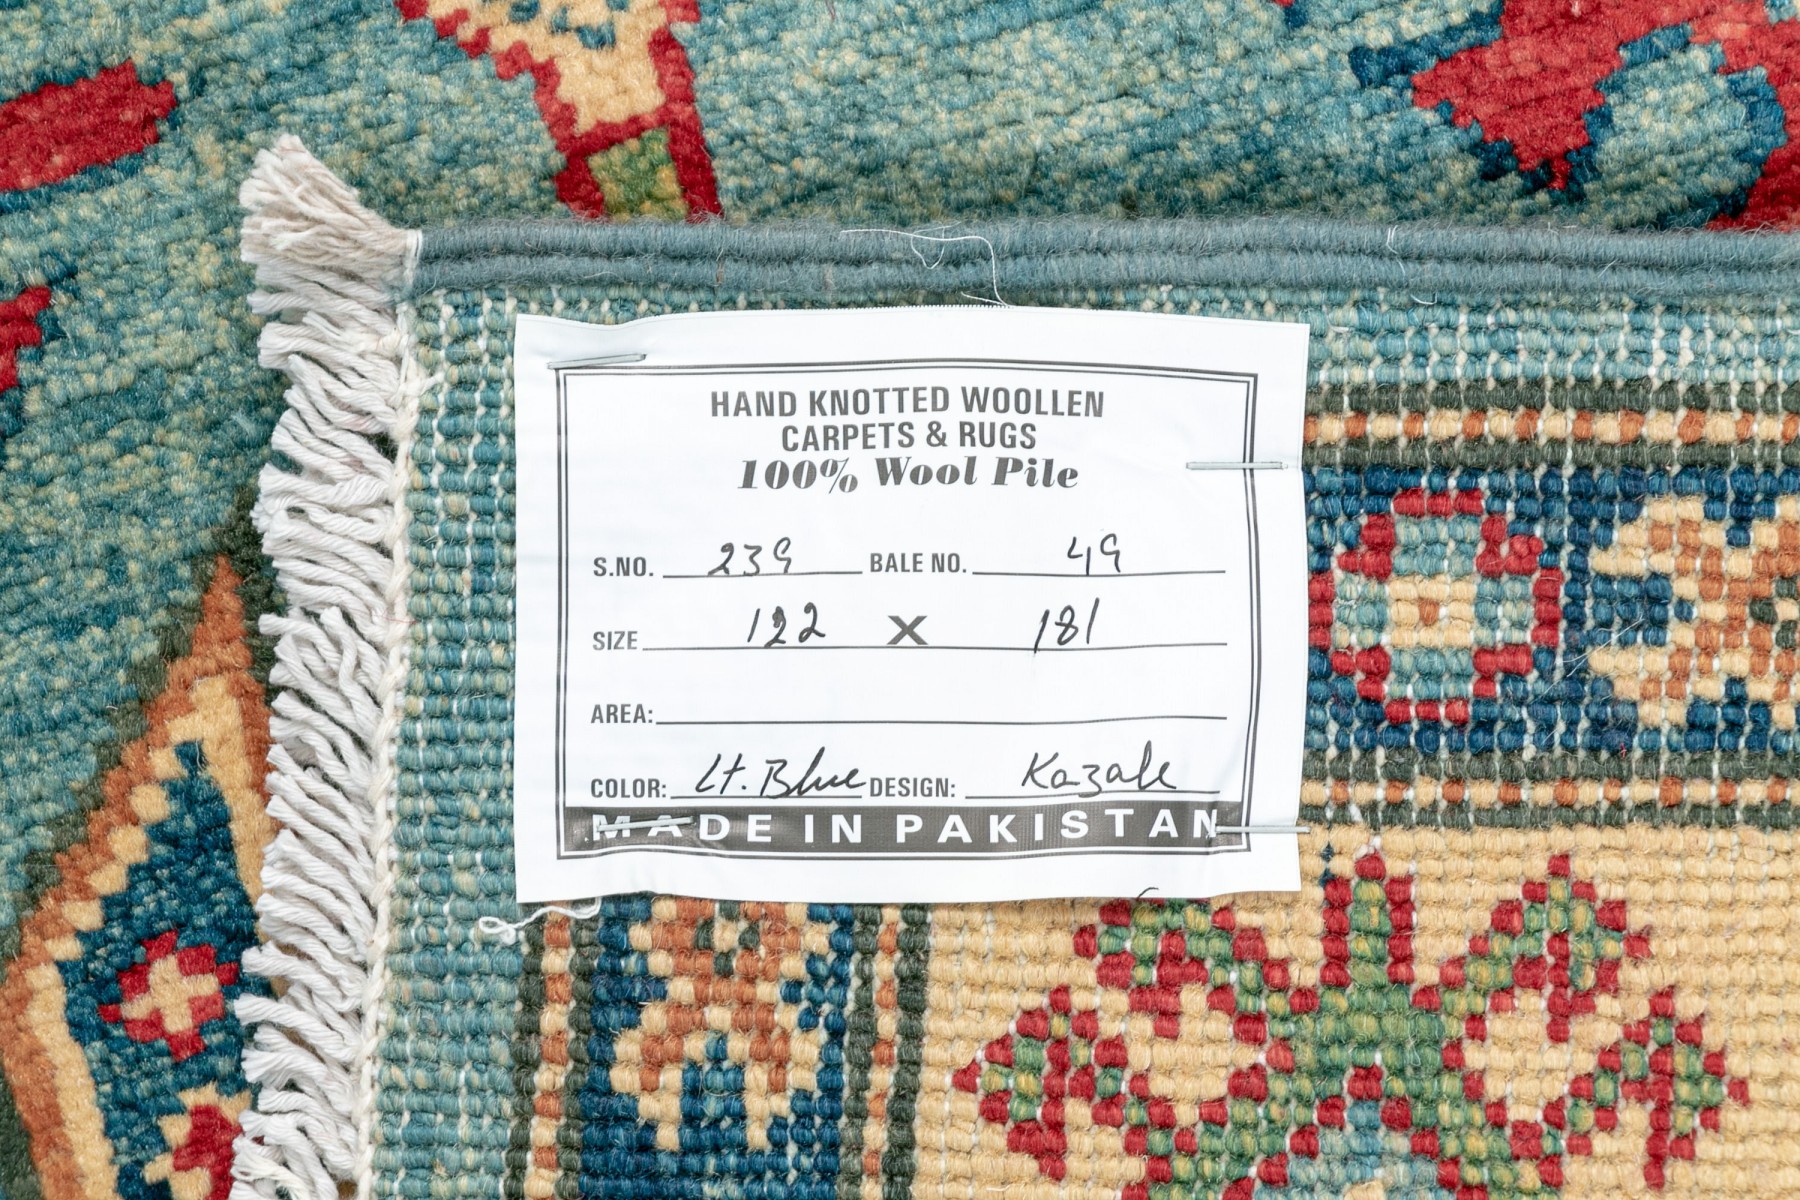 HAND KNOTTED WOOLLEN
CARPETS & RUGS
100% Wool Pile
S.NO. 239 BALE NO. 49
SIZE 122 X 181
AREA:
COLOR: Lt. Blue DESIGN: Kazak
MADE IN PAKISTAN